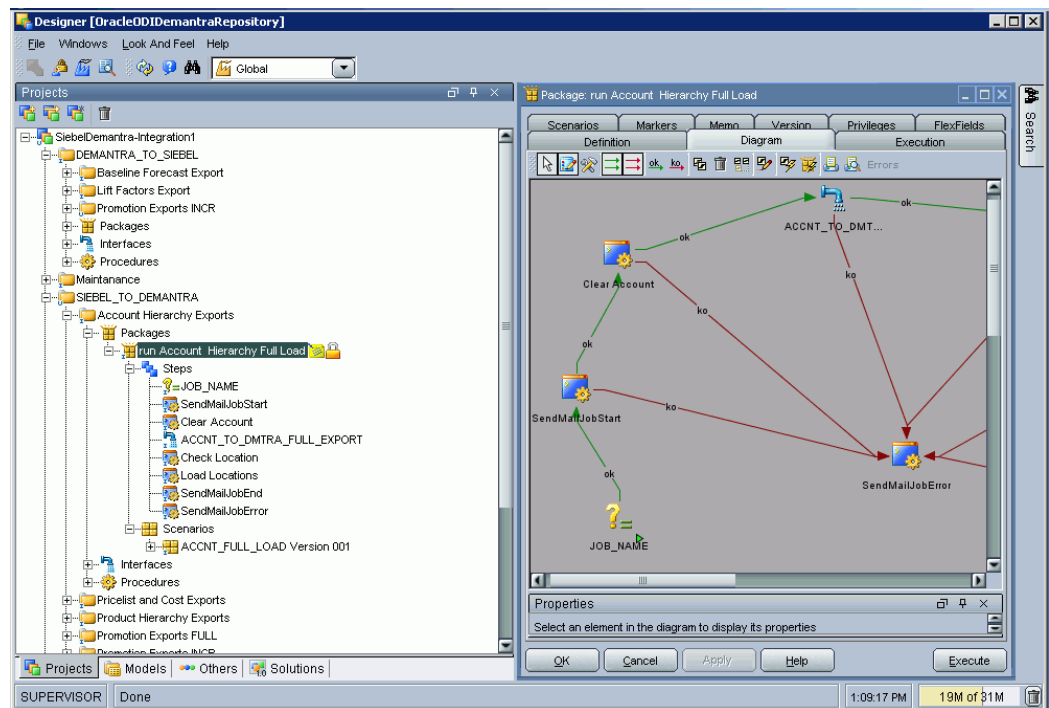 Designer [OracleODIDemantraRepository]
File Windows Look And Feel Help
Global
Projects
SiebelDemantra-Integration1
DEMANTRA_TO_SIEBEL
Baseline Forecast Export
Lift Factors Export
Promotion Exports INCR
Packages
Interfaces
Procedures
Maintanance
SIEBEL_TO_DEMANTRA
Account Hierarchy Exports
Packages
run Account Hierarchy Full Load
Steps
JOB_NAME
SendMailJobStart
Clear Account
ACCNT_TO_DMTRA_FULL_EXPORT
Check Location
Load Locations
SendMailJobEnd
SendMailJobError
Scenarios
ACCNT_FULL_LOAD Version 001
Interfaces
Procedures
Pricelist and Cost Exports
Product Hierarchy Exports
Promotion Exports FULL
Promotion Exports INCR
Projects Models Others Solutions
Package: run Account Hierarchy Full Load
Scenarios Markers Memo Version Privileges FlexFields
Definition Diagram Execution
ok ko Errors
ok
ACCNT_TO_DMT...
ok
Clear Account
ko
ko
ok
SendMailJobStart
ko
SendMailJobError
ok
JOB_NAME
Properties
Select an element in the diagram to display its properties
OK Cancel Apply Help Execute
Search
SUPERVISOR Done 1:09:17 PM 19M of 31M